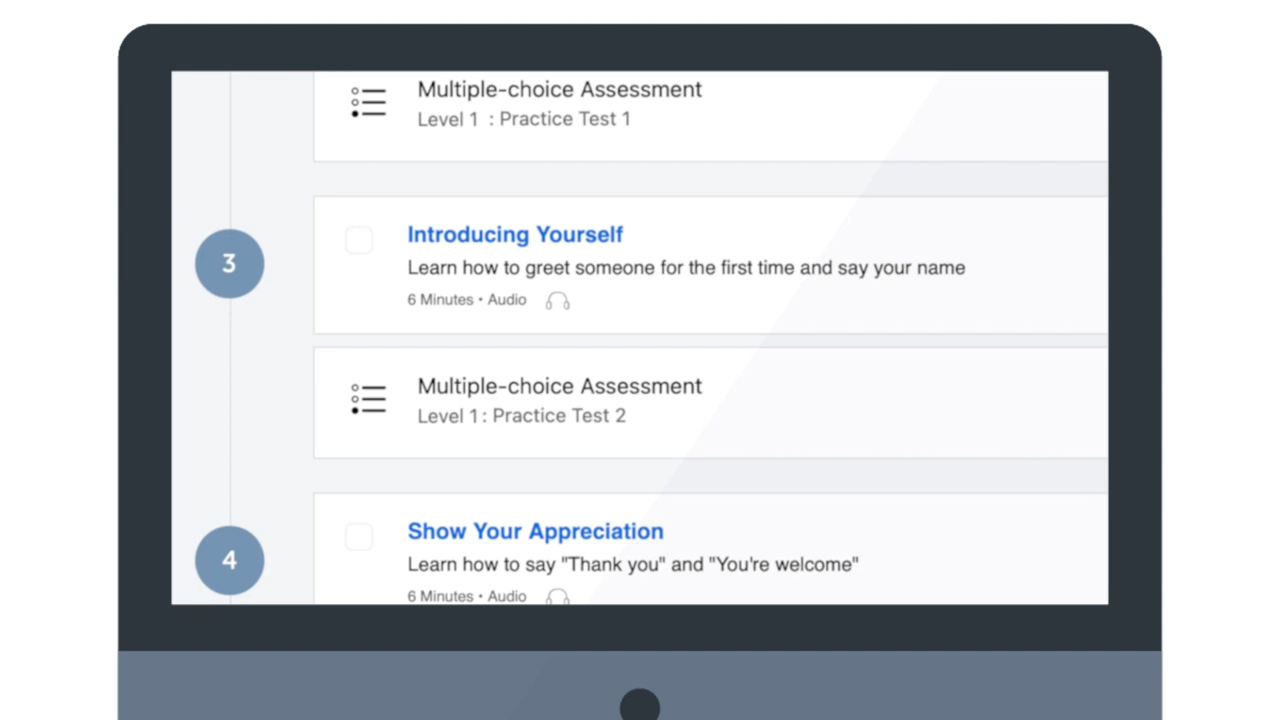 Multiple-choice Assessment
Level 1 : Practice Test 1
3
Introducing Yourself
Learn how to greet someone for the first time and say your name
6 Minutes • Audio
Multiple-choice Assessment
Level 1: Practice Test 2
4
Show Your Appreciation
Learn how to say "Thank you" and "You're welcome"
6 Minutes • Audio